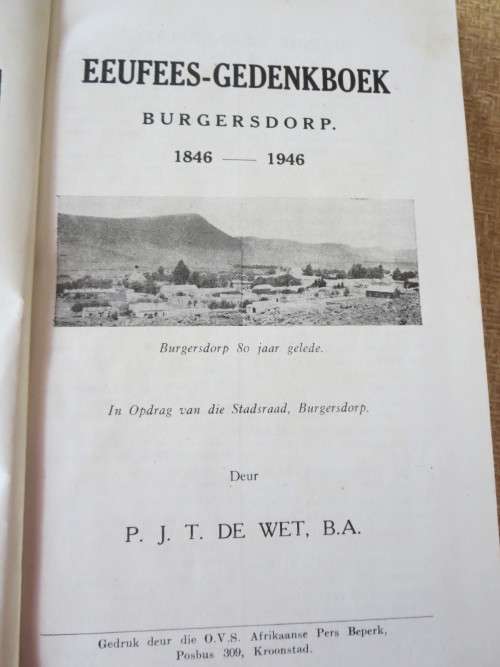 EEUFEES-GEDENKBOEK
BURGERSDORP.
1846 — 1946
Burgersdorp 80 jaar gelede.
In Opdrag van die Stadsraad, Burgersdorp.
Deur
P. J. T. DE WET, B.A.
Gedruk deur die O.V.S. Afrikaanse Pers Beperk,
Posbus 309, Kroonstad.